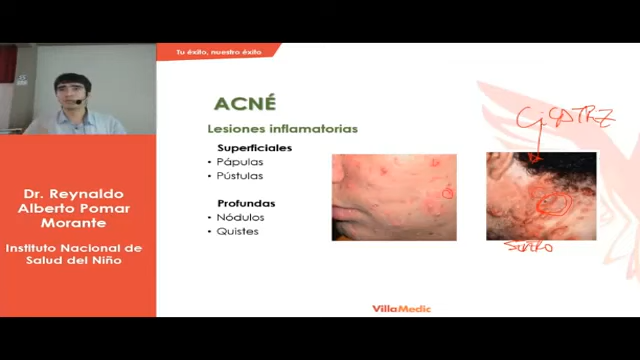 Tu éxito, nuestro éxito
ACNÉ
Lesiones inflamatorias
Superficiales
• Pápulas
• Pústulas
Profundas
• Nódulos
• Quistes
CiCATRZ
Dr. Reynaldo
Alberto Pomar
Morante
Instituto Nacional de
Salud del Niño
VillaMedic